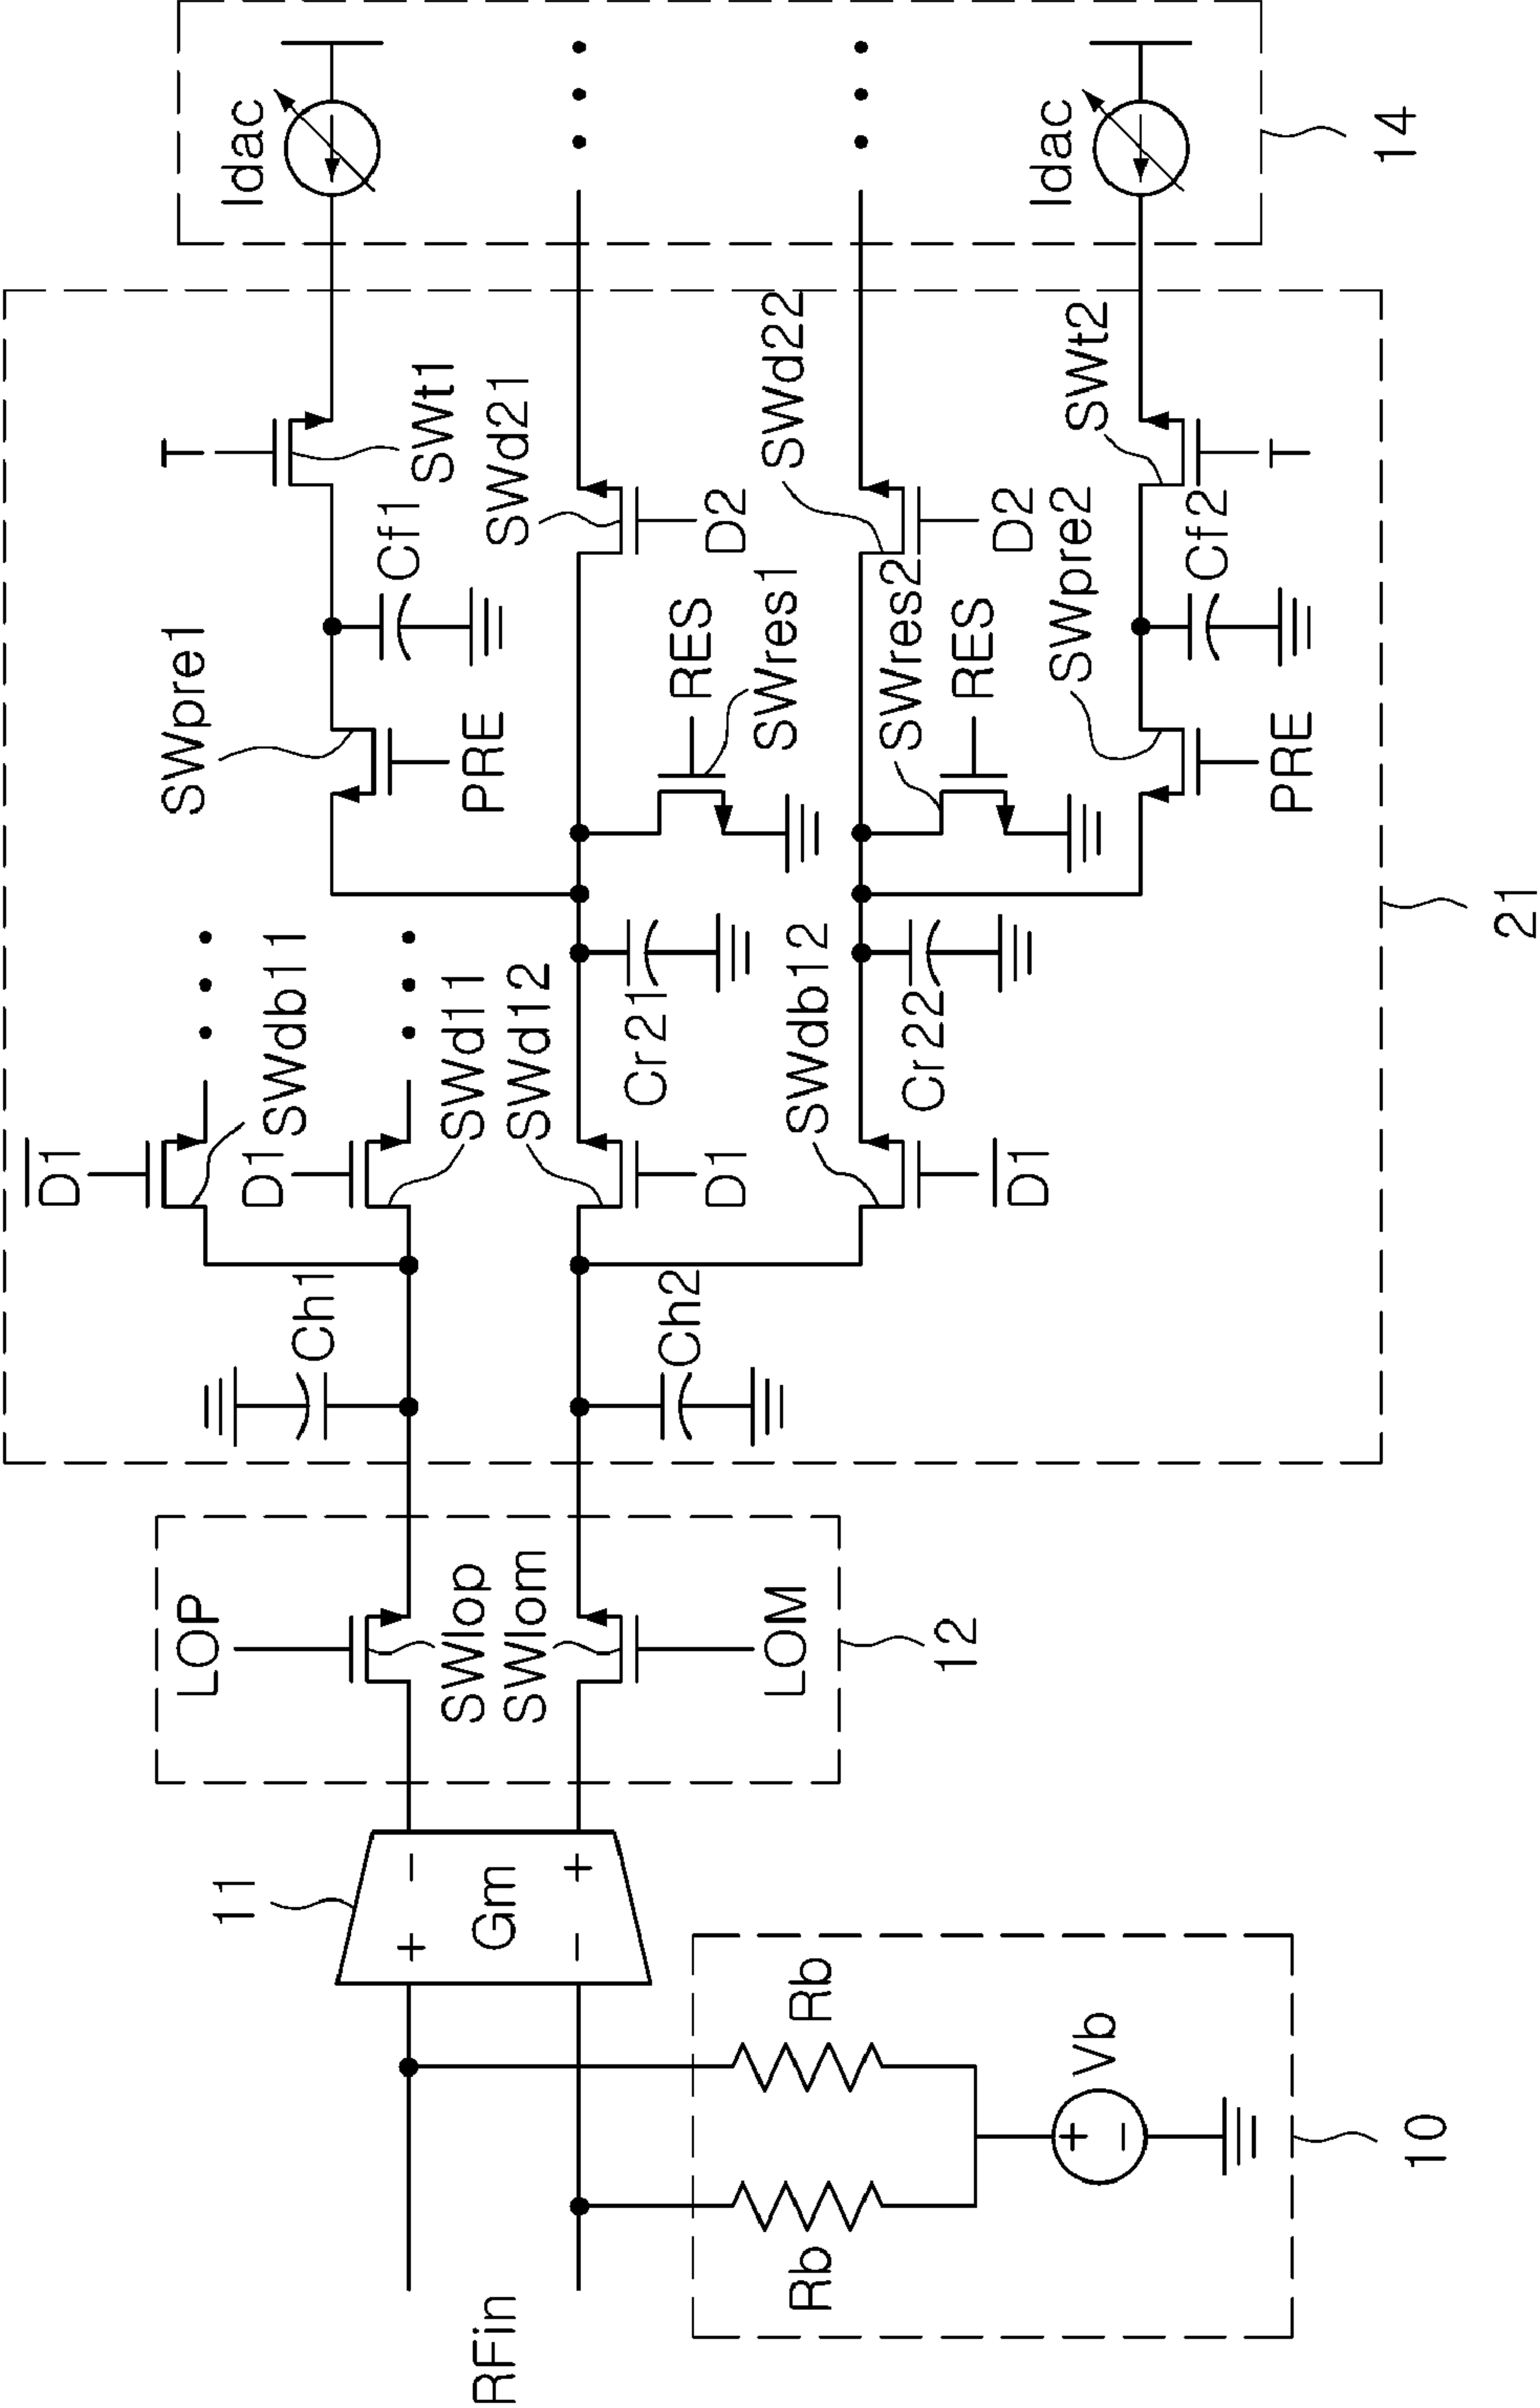 RFin
Rb
Rb
Vb
10
11
+
−
Gm
−
+
+
−
LOP
SWlop
SWlom
LOM
12
Ch1
Ch2
D̅1̅
SWdb11
D1
SWd11
SWd12
D1
SWdb12
D̅1̅
Cr21
Cr22
SWpre1
PRE
RES
SWres1
SWres2
RES
SWpre2
PRE
Cf1
Cf2
T
SWt1
SWd21
D2
SWd22
D2
SWt2
T
21
Idac
Idac
14